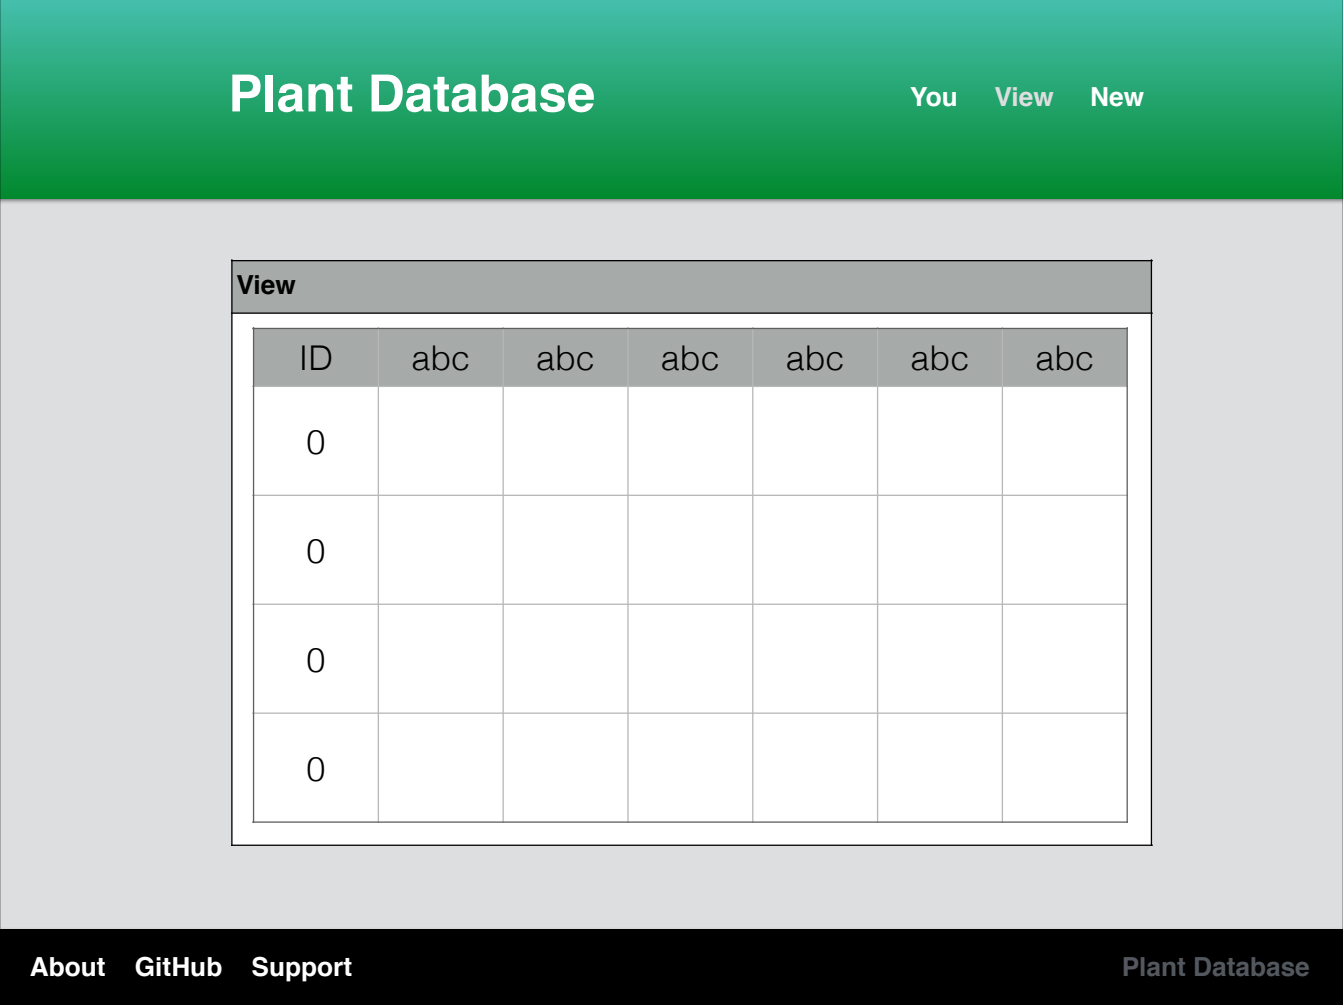 Plant Database
You View New
View
ID abc abc abc abc abc abc
0
0
0
0
About GitHub Support
Plant Database